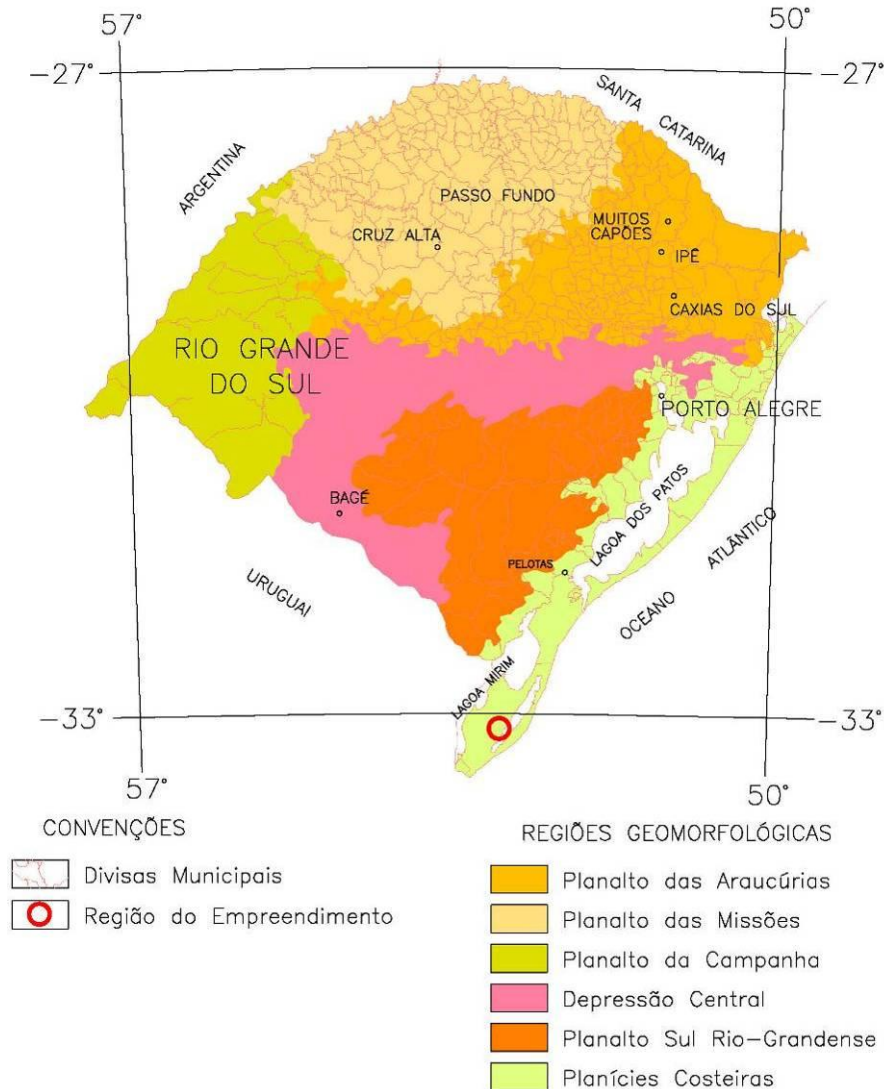 57°
50°
-27°
-27°
SANTA
CATARINA
ARGENTINA
PASSO FUNDO
MUITOS
CAPÕES
CRUZ ALTA
IPÊ
CAXIAS DO SUL
RIO GRANDE
DO SUL
PORTO ALEGRE
BAGÉ
LAGOA DOS PATOS
ATLÂNTICO
PELOTAS
URUGUAI
OCEANO
LAGOA MIRIM
-33°
-33°
57°
50°
CONVENÇÕES
Divisas Municipais
Região do Empreendimento
REGIÕES GEOMORFOLÓGICAS
Planalto das Araucúrias
Planalto das Missões
Planalto da Campanha
Depressão Central
Planalto Sul Rio-Grandense
Planícies Costeiras